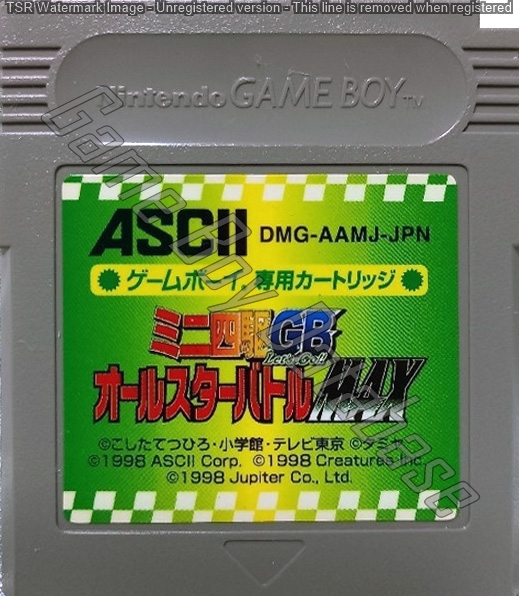 TSR Watermark Image - Unregistered version - This line is removed when registered
Nintendo GAME BOY TM
ASCII DMG-AAMJ-JPN
ゲームボーイ® 専用カートリッジ
ミニ四駆GB
Let's Go!!
オールスターバトルMAX
©こしたてつひろ・小学館・テレビ東京 ©タミヤ
©1998 ASCII Corp. ©1998 Creatures Inc.
©1998 Jupiter Co., Ltd.
Game Boy Database